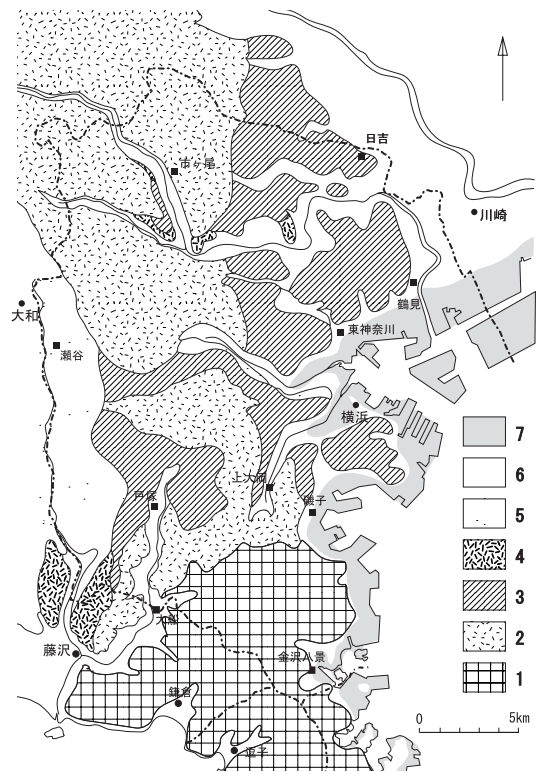 日吉
市ヶ尾
川崎
大和
鶴見
瀬谷
東神奈川
横浜
上大岡
戸塚
磯子
大船
藤沢
金沢八景
鎌倉
逗子
7
6
5
4
3
2
1
0 5km